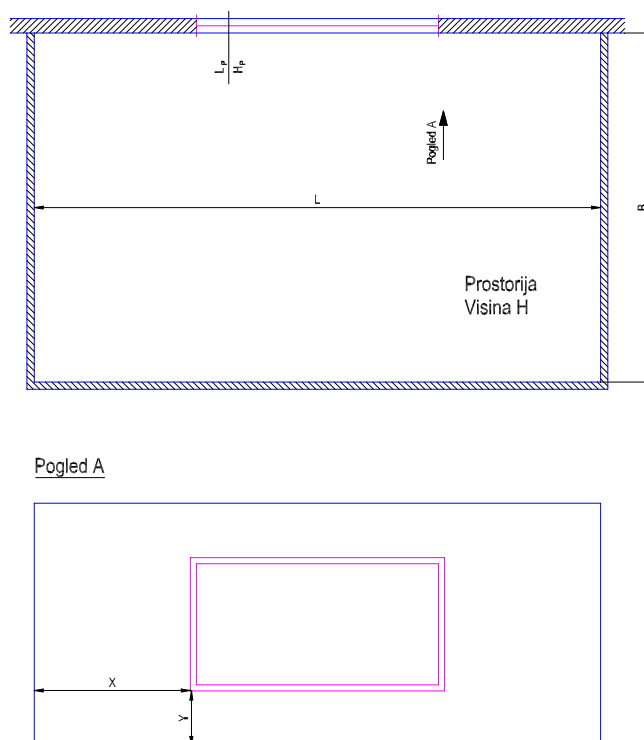 L_P
H_P
Pogled A
L
B
Prostorija
Visina H
Pogled A
X
Y